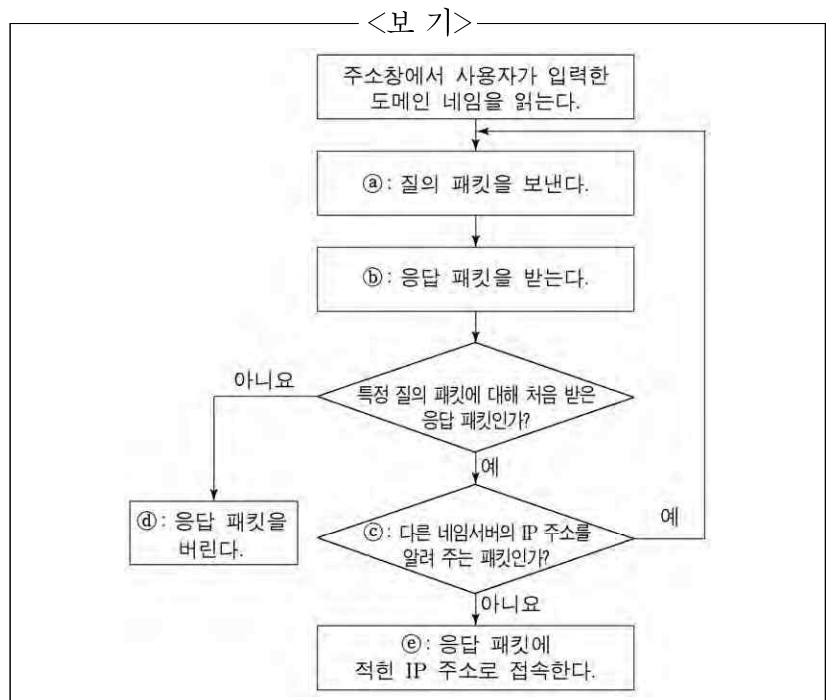 <보 기>
주소창에서 사용자가 입력한
도메인 네임을 읽는다.
ⓐ: 질의 패킷을 보낸다.
ⓑ: 응답 패킷을 받는다.
아니요
특정 질의 패킷에 대해 처음 받은
응답 패킷인가?
예
ⓓ: 응답 패킷을
버린다.
ⓒ: 다른 네임서버의 IP 주소를
알려 주는 패킷인가?
예
아니요
ⓔ: 응답 패킷에
적힌 IP 주소로 접속한다.